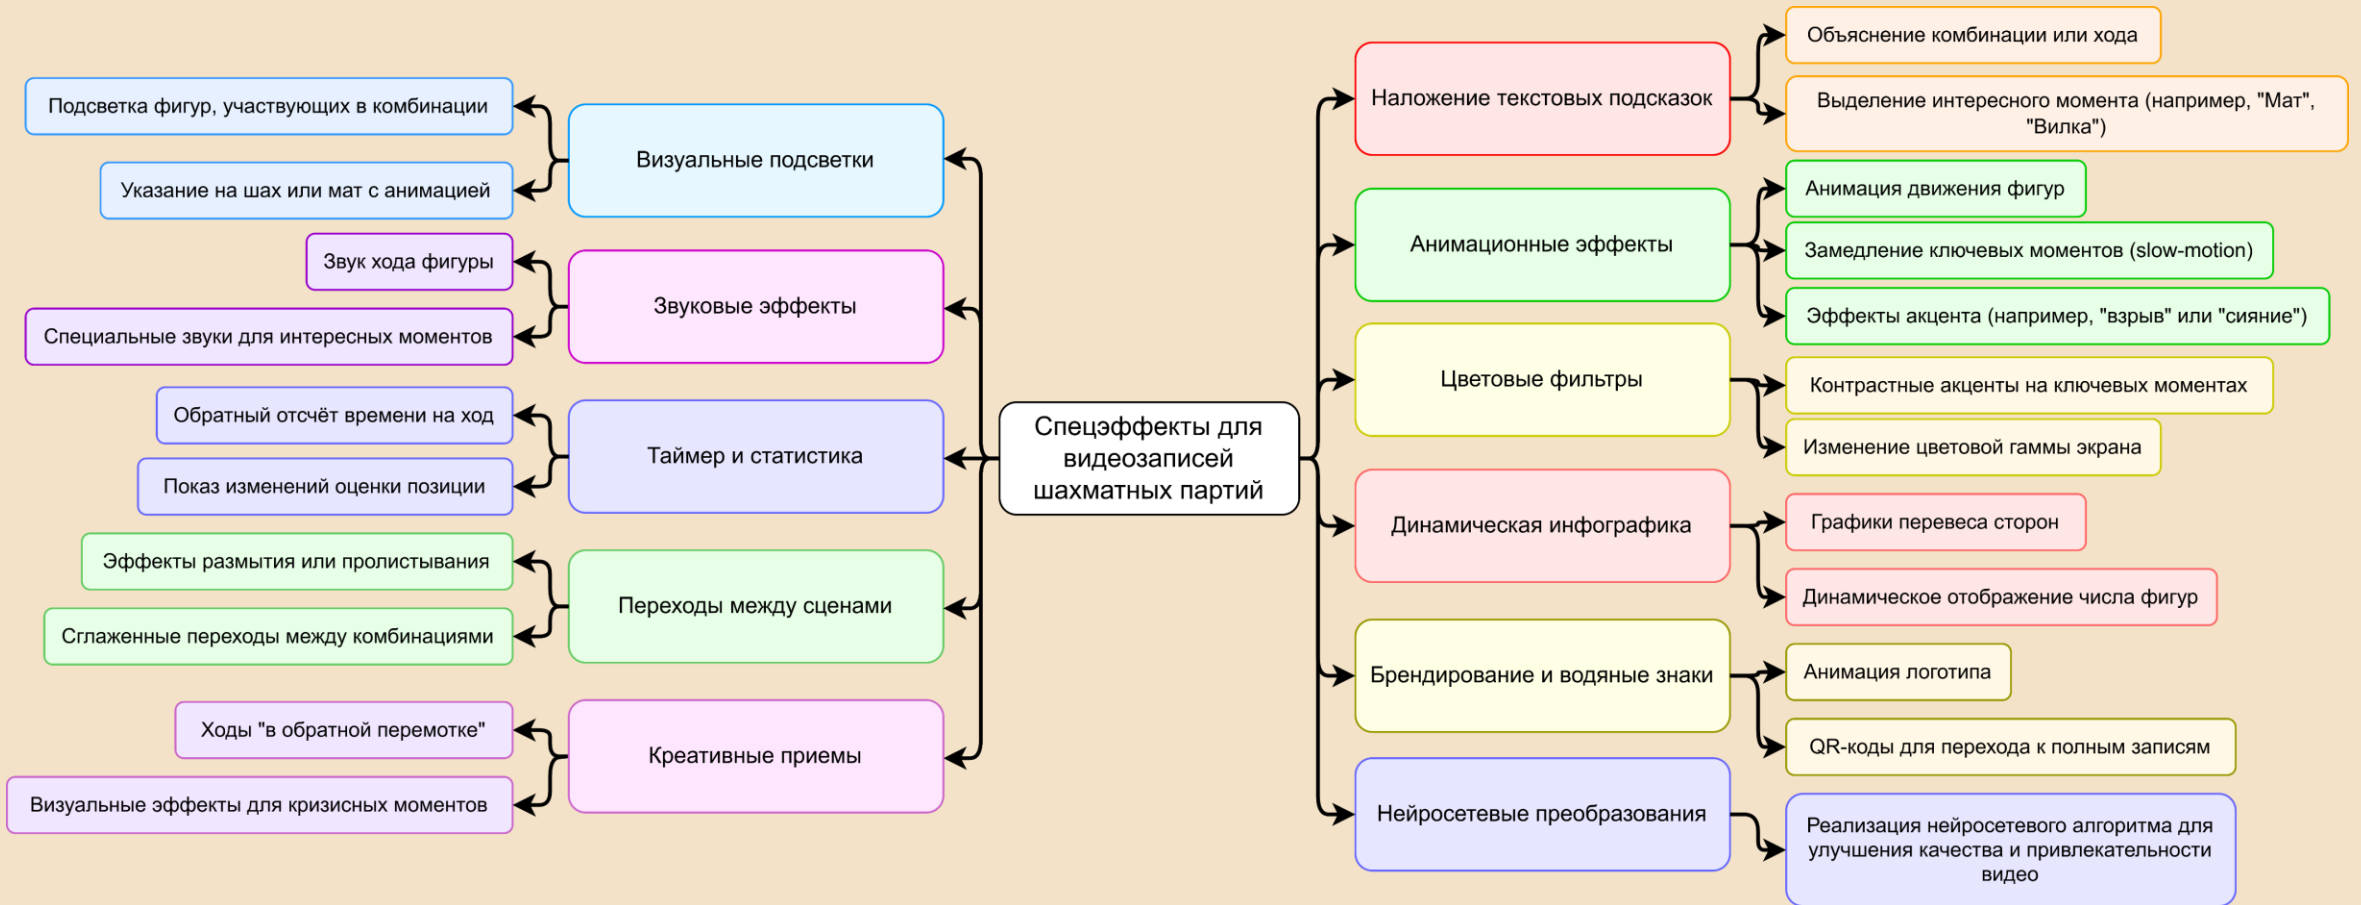 Спецэффекты для
видеозаписей
шахматных партий
Визуальные подсветки
Подсветка фигур, участвующих в комбинации
Указание на шах или мат с анимацией
Звуковые эффекты
Звук хода фигуры
Специальные звуки для интересных моментов
Таймер и статистика
Обратный отсчёт времени на ход
Показ изменений оценки позиции
Переходы между сценами
Эффекты размытия или пролистывания
Сглаженные переходы между комбинациями
Креативные приемы
Ходы "в обратной перемотке"
Визуальные эффекты для кризисных моментов
Наложение текстовых подсказок
Объяснение комбинации или хода
Выделение интересного момента (например, "Мат",
"Вилка")
Анимационные эффекты
Анимация движения фигур
Замедление ключевых моментов (slow-motion)
Эффекты акцента (например, "взрыв" или "сияние")
Цветовые фильтры
Контрастные акценты на ключевых моментах
Изменение цветовой гаммы экрана
Динамическая инфографика
Графики перевеса сторон
Динамическое отображение числа фигур
Брендирование и водяные знаки
Анимация логотипа
QR-коды для перехода к полным записям
Нейросетевые преобразования
Реализация нейросетевого алгоритма для
улучшения качества и привлекательности
видео